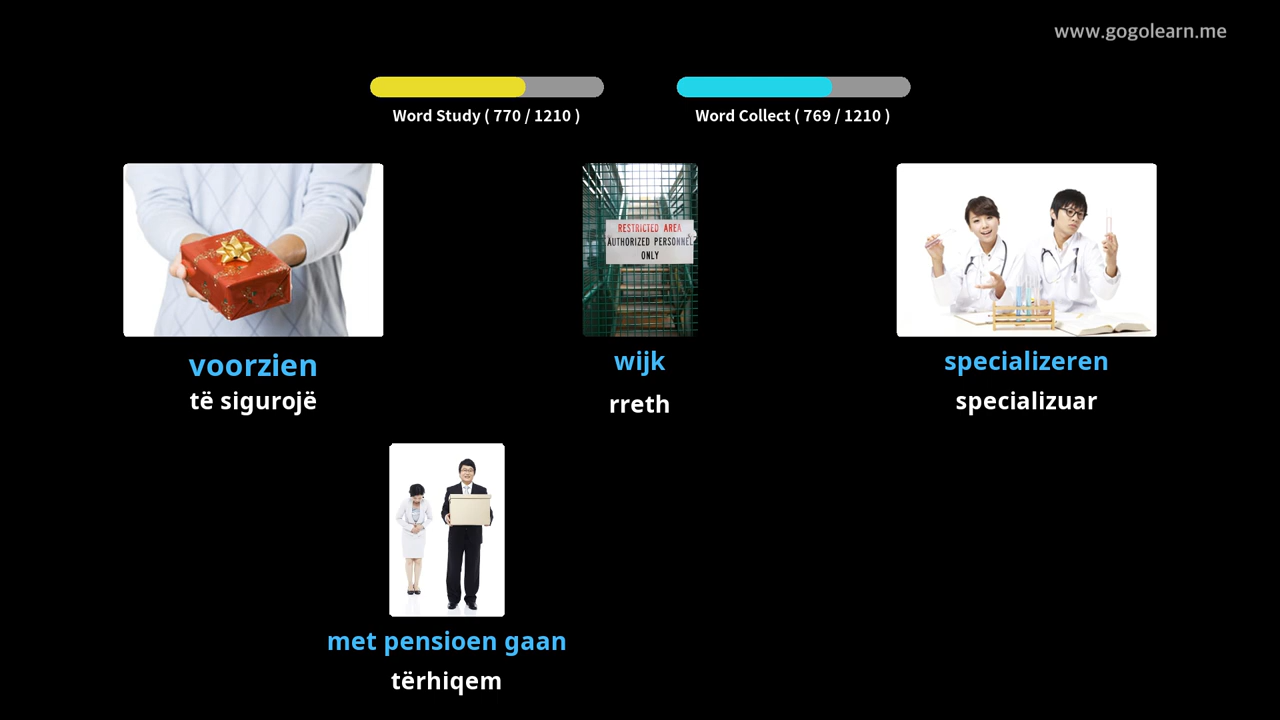 www.gogolearn.me
Word Study ( 770 / 1210 )
Word Collect ( 769 / 1210 )
RESTRICTED AREA
AUTHORIZED PERSONNEL
ONLY
voorzien
të sigurojë
wijk
rreth
specializeren
specializuar
met pensioen gaan
tërhiqem